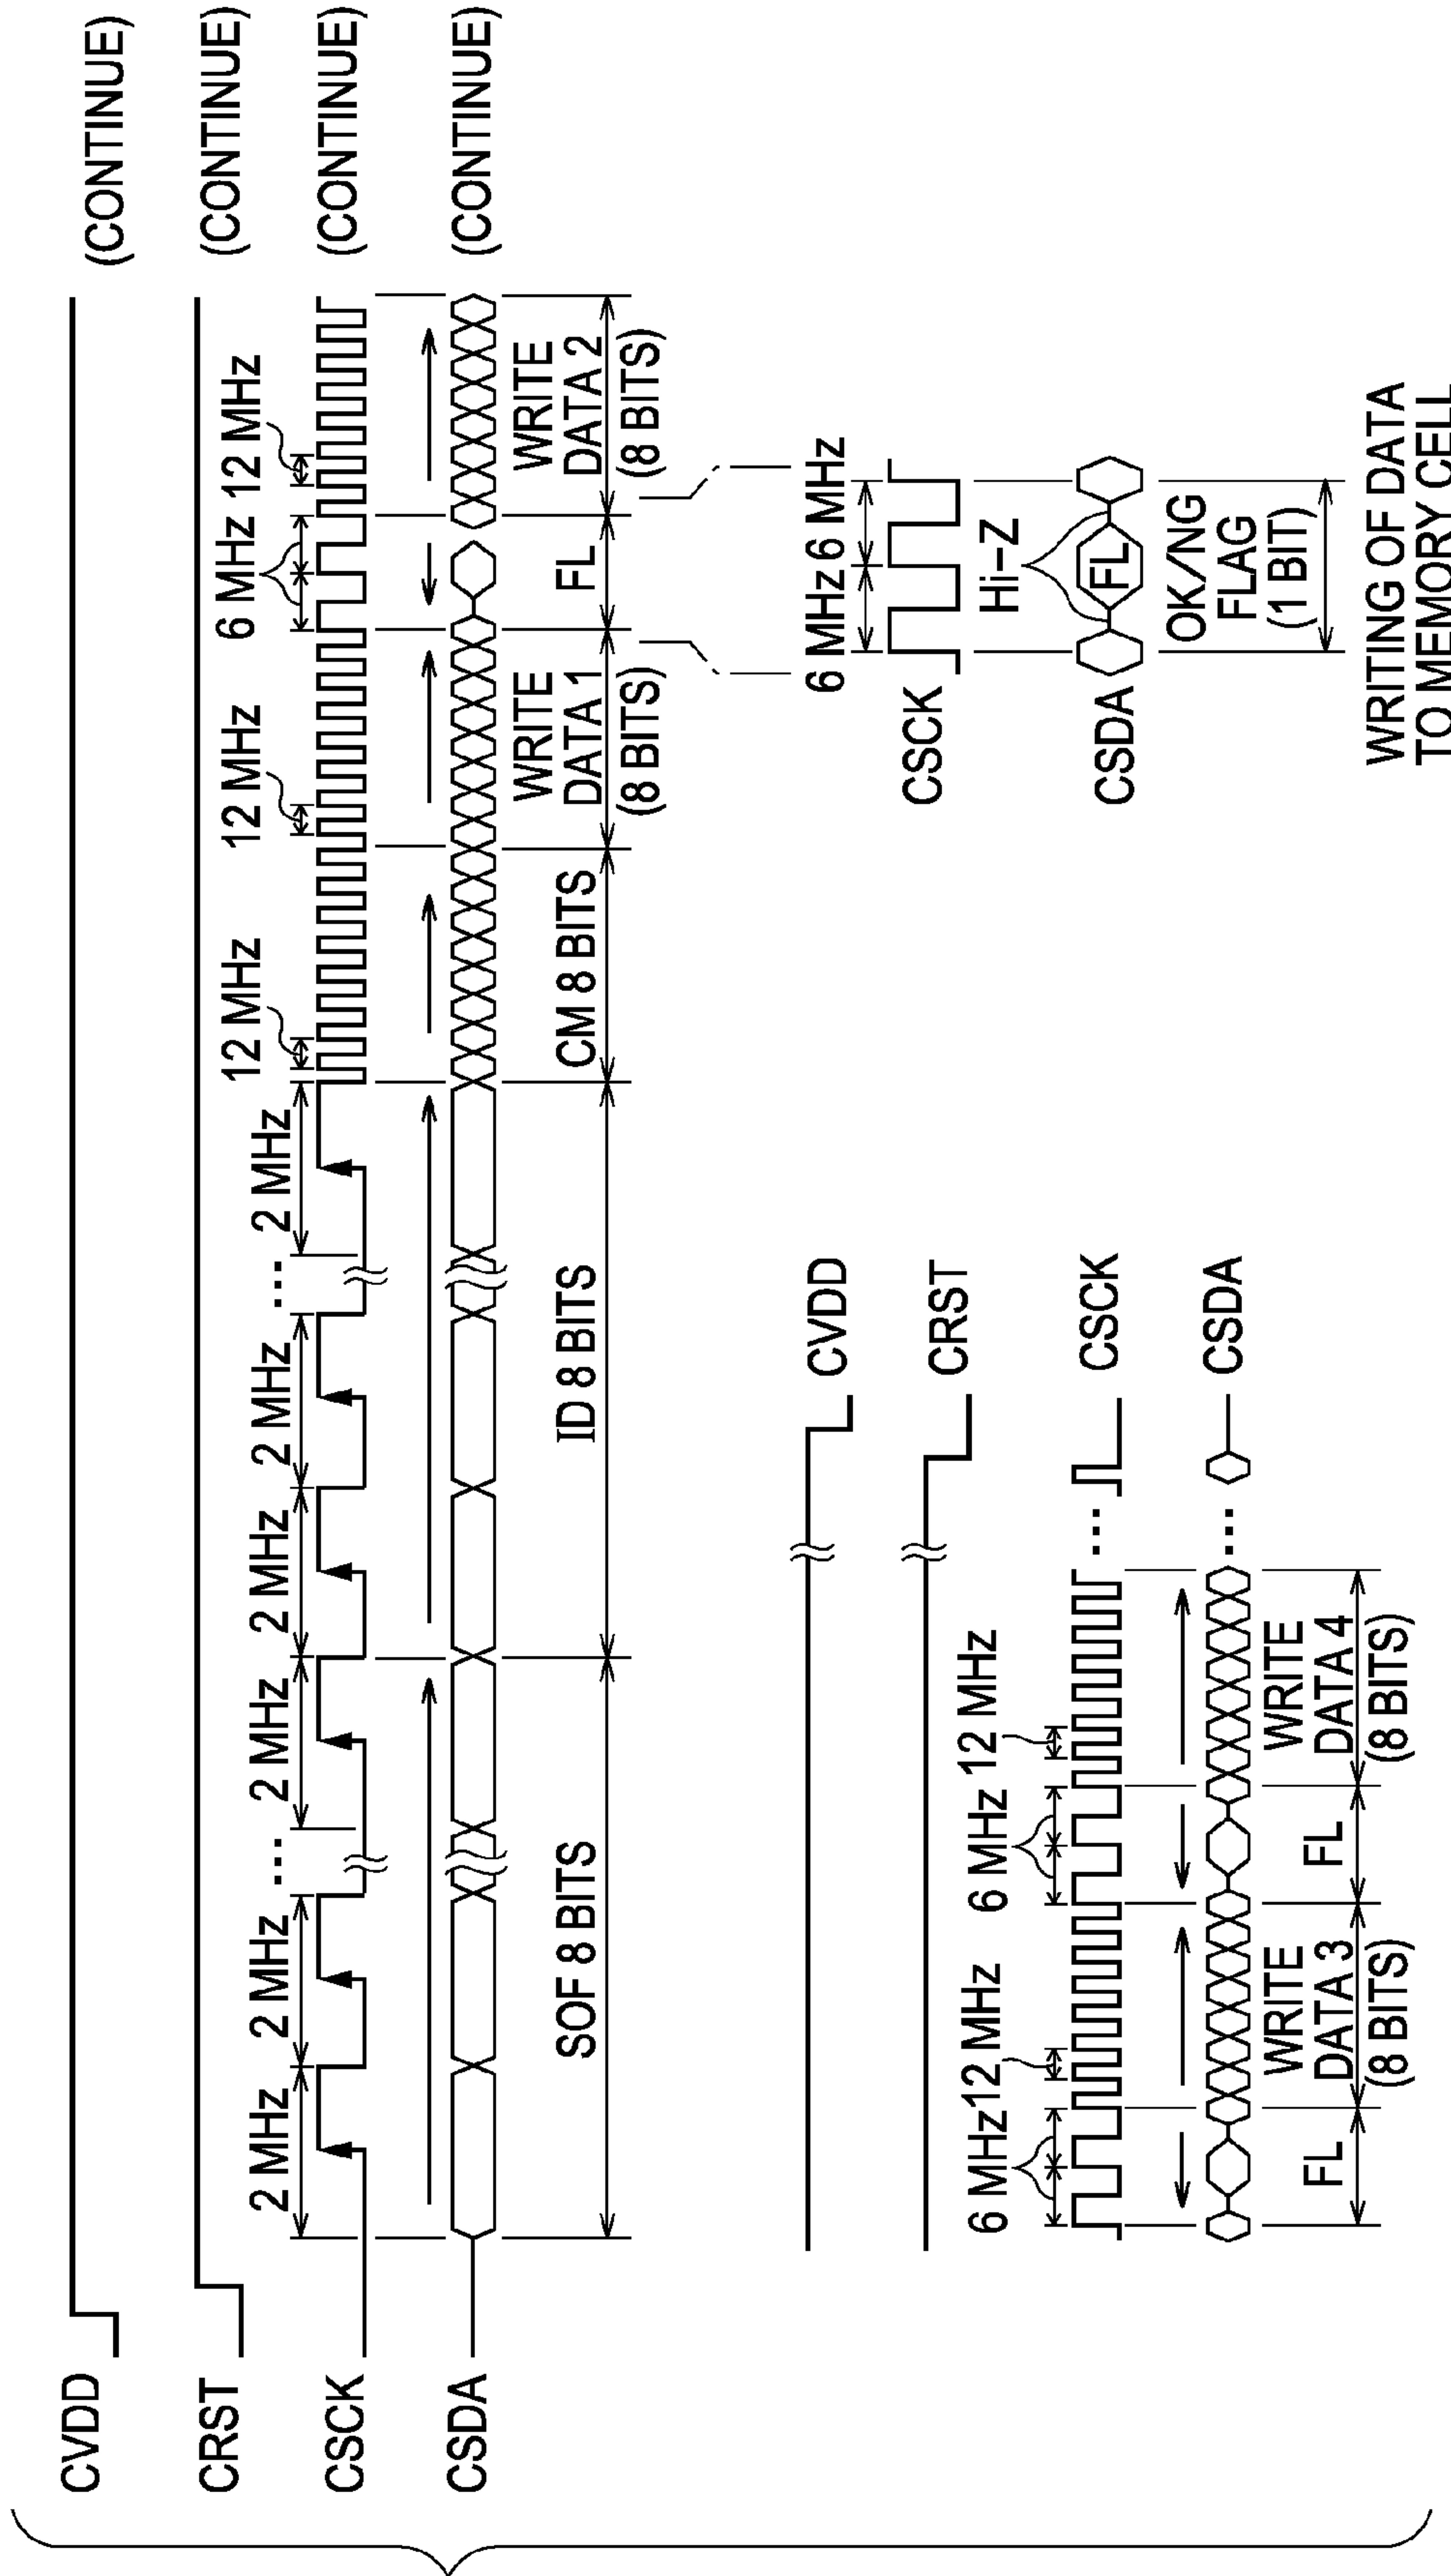 CVDD
(CONTINUE)
CRST
(CONTINUE)
CSCK
2 MHz
2 MHz
...
2 MHz
2 MHz
2 MHz
...
2 MHz
12 MHz
12 MHz
6 MHz
12 MHz
(CONTINUE)
CSDA
(CONTINUE)
SOF 8 BITS
ID 8 BITS
CM 8 BITS
WRITE
DATA 1
(8 BITS)
FL
WRITE
DATA 2
(8 BITS)
6 MHz
6 MHz
CSCK
Hi-Z
CSDA
FL
OK/NG
FLAG
(1 BIT)
WRITING OF DATA
TO MEMORY CELL
CVDD
CRST
6 MHz
12 MHz
6 MHz
12 MHz
...
CSCK
...
CSDA
FL
WRITE
DATA 3
(8 BITS)
FL
WRITE
DATA 4
(8 BITS)